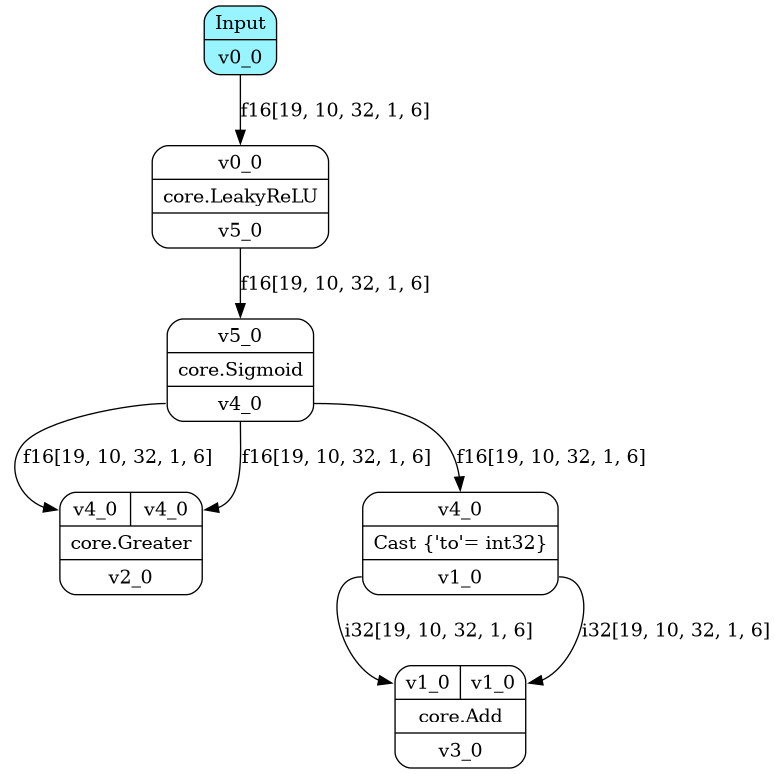 Input
v0_0
f16[19, 10, 32, 1, 6]
v0_0
core.LeakyReLU
v5_0
f16[19, 10, 32, 1, 6]
v5_0
core.Sigmoid
v4_0
f16[19, 10, 32, 1, 6]
f16[19, 10, 32, 1, 6]
f16[19, 10, 32, 1, 6]
v4_0 v4_0
core.Greater
v2_0
v4_0
Cast {'to'= int32}
v1_0
i32[19, 10, 32, 1, 6]
i32[19, 10, 32, 1, 6]
v1_0 v1_0
core.Add
v3_0